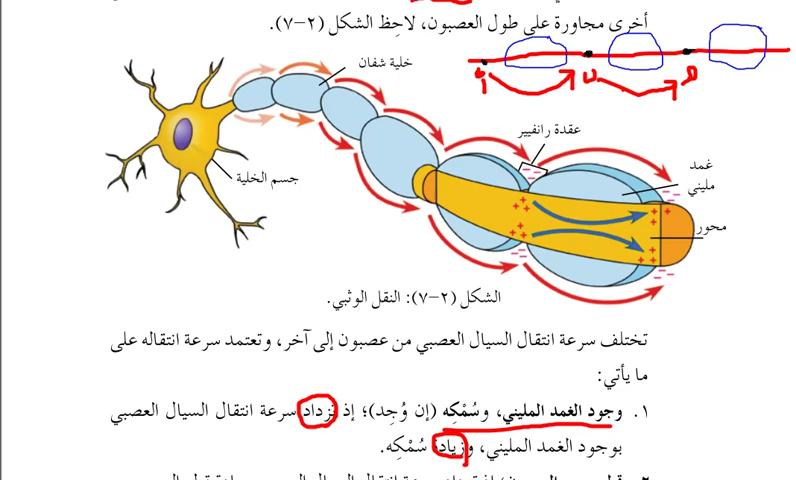 أخرى مجاورة على طول العصبون، لاحِظ الشكل (٢-٧).
خلية شفان
عقدة رانفيير
غمد
مليني
جسم الخلية
محور
الشكل (٢-٧): النقل الوثبي.
تختلف سرعة انتقال السيال العصبي من عصبون إلى آخر، وتعتمد سرعة انتقاله على
ما يأتي:
١. وجود الغمد المليني، وسُمْكِه (إن وُجِد)؛ إذ تزداد سرعة انتقال السيال العصبي
بوجود الغمد المليني، وزيادة سُمْكِه.